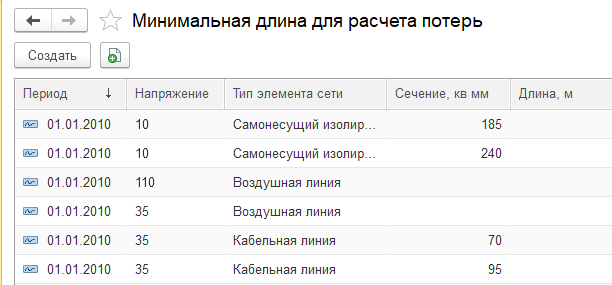 Минимальная длина для расчета потерь
Создать
Период ↓ Напряжение Тип элемента сети Сечение, кв мм Длина, м
01.01.2010 10 Самонесущий изолир... 185
01.01.2010 10 Самонесущий изолир... 240
01.01.2010 110 Воздушная линия
01.01.2010 35 Воздушная линия
01.01.2010 35 Кабельная линия 70
01.01.2010 35 Кабельная линия 95